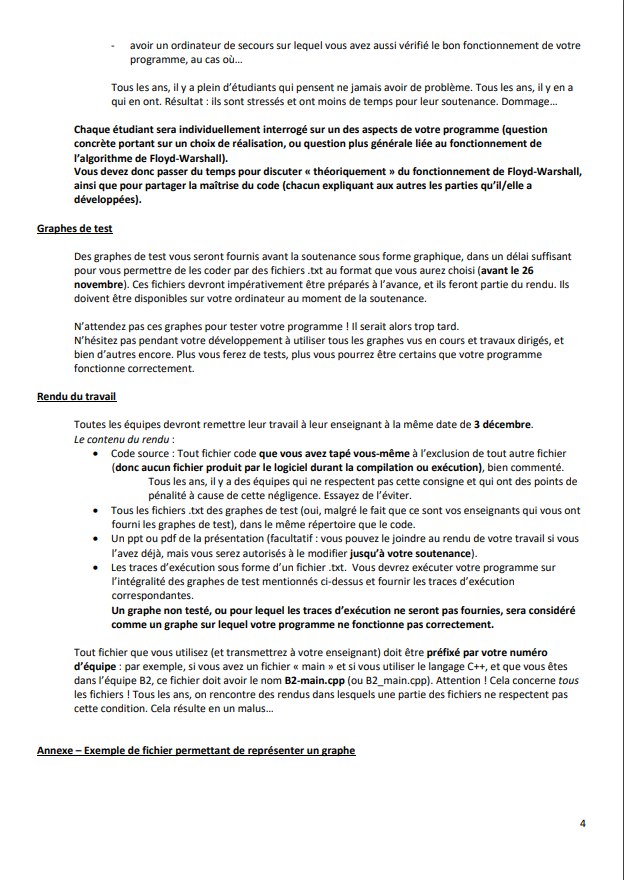 - avoir un ordinateur de secours sur lequel vous avez aussi vérifié le bon fonctionnement de votre
programme, au cas où…
Tous les ans, il y a plein d’étudiants qui pensent ne jamais avoir de problème. Tous les ans, il y en a
qui en ont. Résultat : ils sont stressés et ont moins de temps pour leur soutenance. Dommage…
Chaque étudiant sera individuellement interrogé sur un des aspects de votre programme (question
concrète portant sur un choix de réalisation, ou question plus générale liée au fonctionnement de
l’algorithme de Floyd-Warshall).
Vous devez donc passer du temps pour discuter « théoriquement » du fonctionnement de Floyd-Warshall,
ainsi que pour partager la maîtrise du code (chacun expliquant aux autres les parties qu’il/elle a
développées).
Graphes de test
Des graphes de test vous seront fournis avant la soutenance sous forme graphique, dans un délai suffisant
pour vous permettre de les coder par des fichiers .txt au format que vous aurez choisi (avant le 26
novembre). Ces fichiers devront impérativement être préparés à l’avance, et ils feront partie du rendu. Ils
doivent être disponibles sur votre ordinateur au moment de la soutenance.
N’attendez pas ces graphes pour tester votre programme ! Il serait alors trop tard.
N’hésitez pas pendant votre développement à utiliser tous les graphes vus en cours et travaux dirigés, et
bien d’autres encore. Plus vous ferez de tests, plus vous pourrez être certains que votre programme
fonctionne correctement.
Rendu du travail
Toutes les équipes devront remettre leur travail à leur enseignant à la même date de 3 décembre.
Le contenu du rendu :
• Code source : Tout fichier code que vous avez tapé vous-même à l’exclusion de tout autre fichier
(donc aucun fichier produit par le logiciel durant la compilation ou exécution), bien commenté.
Tous les ans, il y a des équipes qui ne respectent pas cette consigne et qui ont des points de
pénalité à cause de cette négligence. Essayez de l’éviter.
• Tous les fichiers .txt des graphes de test (oui, malgré le fait que ce sont vos enseignants qui vous ont
fourni les graphes de test), dans le même répertoire que le code.
• Un ppt ou pdf de la présentation (facultatif : vous pouvez le joindre au rendu de votre travail si vous
l’avez déjà, mais vous serez autorisés à le modifier jusqu’à votre soutenance).
• Les traces d’exécution sous forme d’un fichier .txt. Vous devrez exécuter votre programme sur
l’intégralité des graphes de test mentionnés ci-dessus et fournir les traces d’exécution
correspondantes.
Un graphe non testé, ou pour lequel les traces d’exécution ne seront pas fournies, sera considéré
comme un graphe sur lequel votre programme ne fonctionne pas correctement.
Tout fichier que vous utilisez (et transmettrez à votre enseignant) doit être préfixé par votre numéro
d’équipe : par exemple, si vous avez un fichier « main » et si vous utiliser le langage C++, et que vous êtes
dans l’équipe B2, ce fichier doit avoir le nom B2-main.cpp (ou B2_main.cpp). Attention ! Cela concerne tous
les fichiers ! Tous les ans, on rencontre des rendus dans lesquels une partie des fichiers ne respectent pas
cette condition. Cela résulte en un malus…
Annexe – Exemple de fichier permettant de représenter un graphe
4